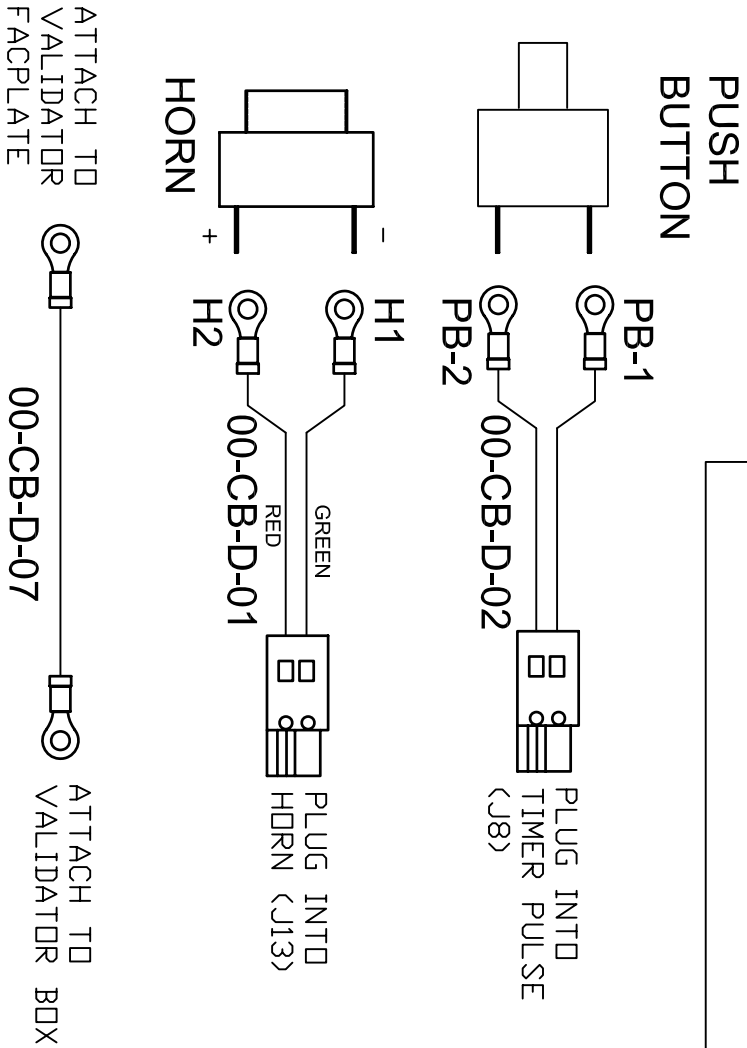 PUSH
BUTTON
PB-1
PB-2
00-CB-D-02
PLUG INTO
TIMER PULSE
(J8)
HORN
-
+
H1
H2
GREEN
RED
00-CB-D-01
PLUG INTO
HORN (J13)
ATTACH TO
VALIDATOR
FACPLATE
00-CB-D-07
ATTACH TO
VALIDATOR BOX